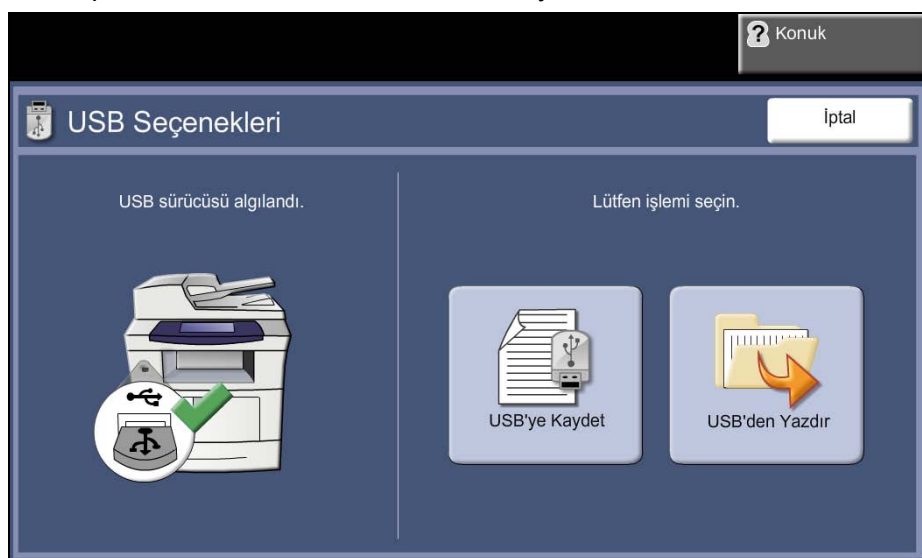 Konuk
USB Seçenekleri
İptal
USB sürücüsü algılandı.
Lütfen işlemi seçin.
USB'ye Kaydet
USB'den Yazdır